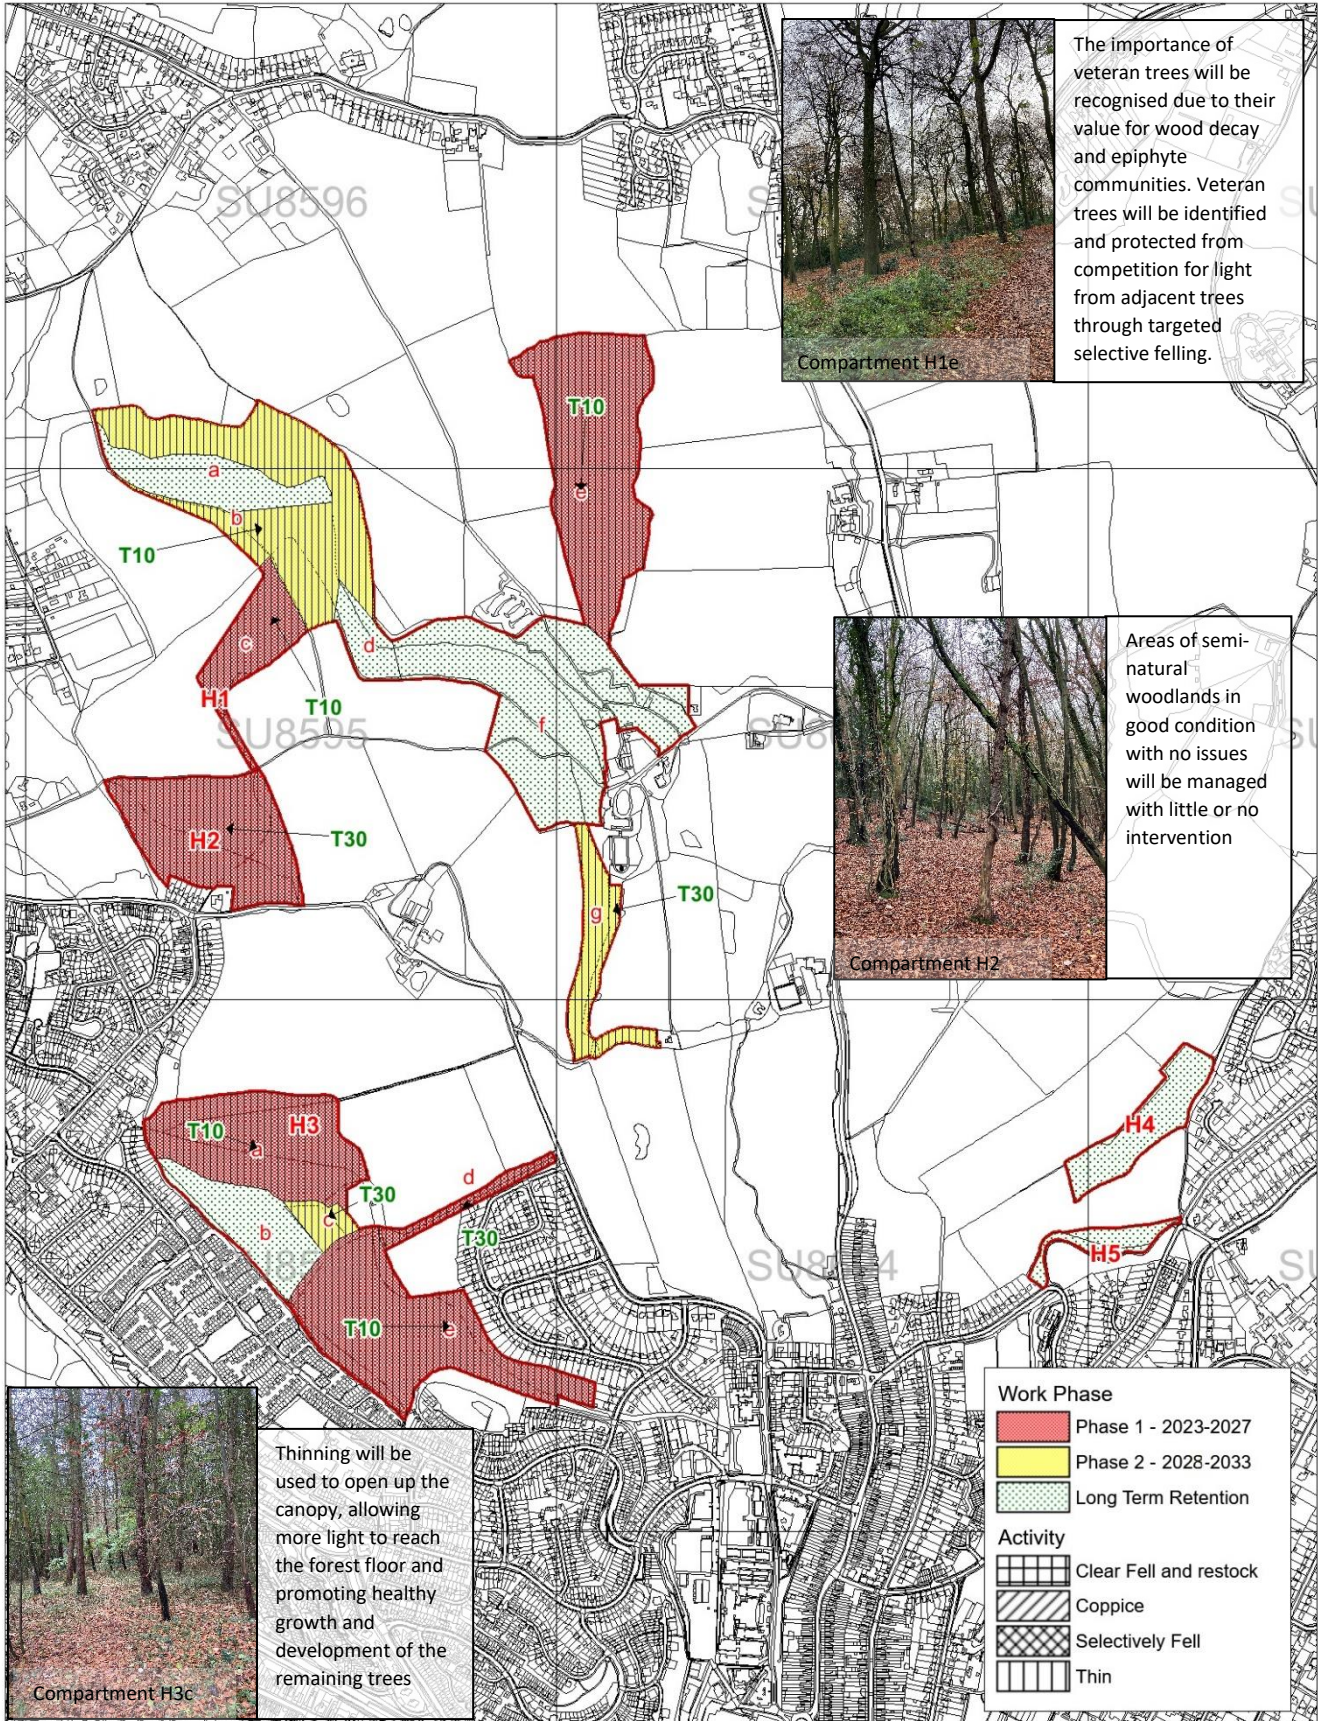 The importance of
veteran trees will be
recognised due to their
value for wood decay
and epiphyte
communities. Veteran
trees will be identified
and protected from
competition for light
from adjacent trees
through targeted
selective felling.
Compartment H1e
SU8596
T10
e
a
b
T10
c
d
H1
T10
f
SU8595
H2
T30
g
T30
Areas of semi-
natural
woodlands in
good condition
with no issues
will be managed
with little or no
intervention
Compartment H2
T10
H3
a
d
T30
c
b
T30
H4
H5
T10
e
Work Phase
Phase 1 - 2023-2027
Phase 2 - 2028-2033
Long Term Retention
Activity
Clear Fell and restock
Coppice
Selectively Fell
Thin
Thinning will be
used to open up the
canopy, allowing
more light to reach
the forest floor and
promoting healthy
growth and
development of the
remaining trees
Compartment H3c